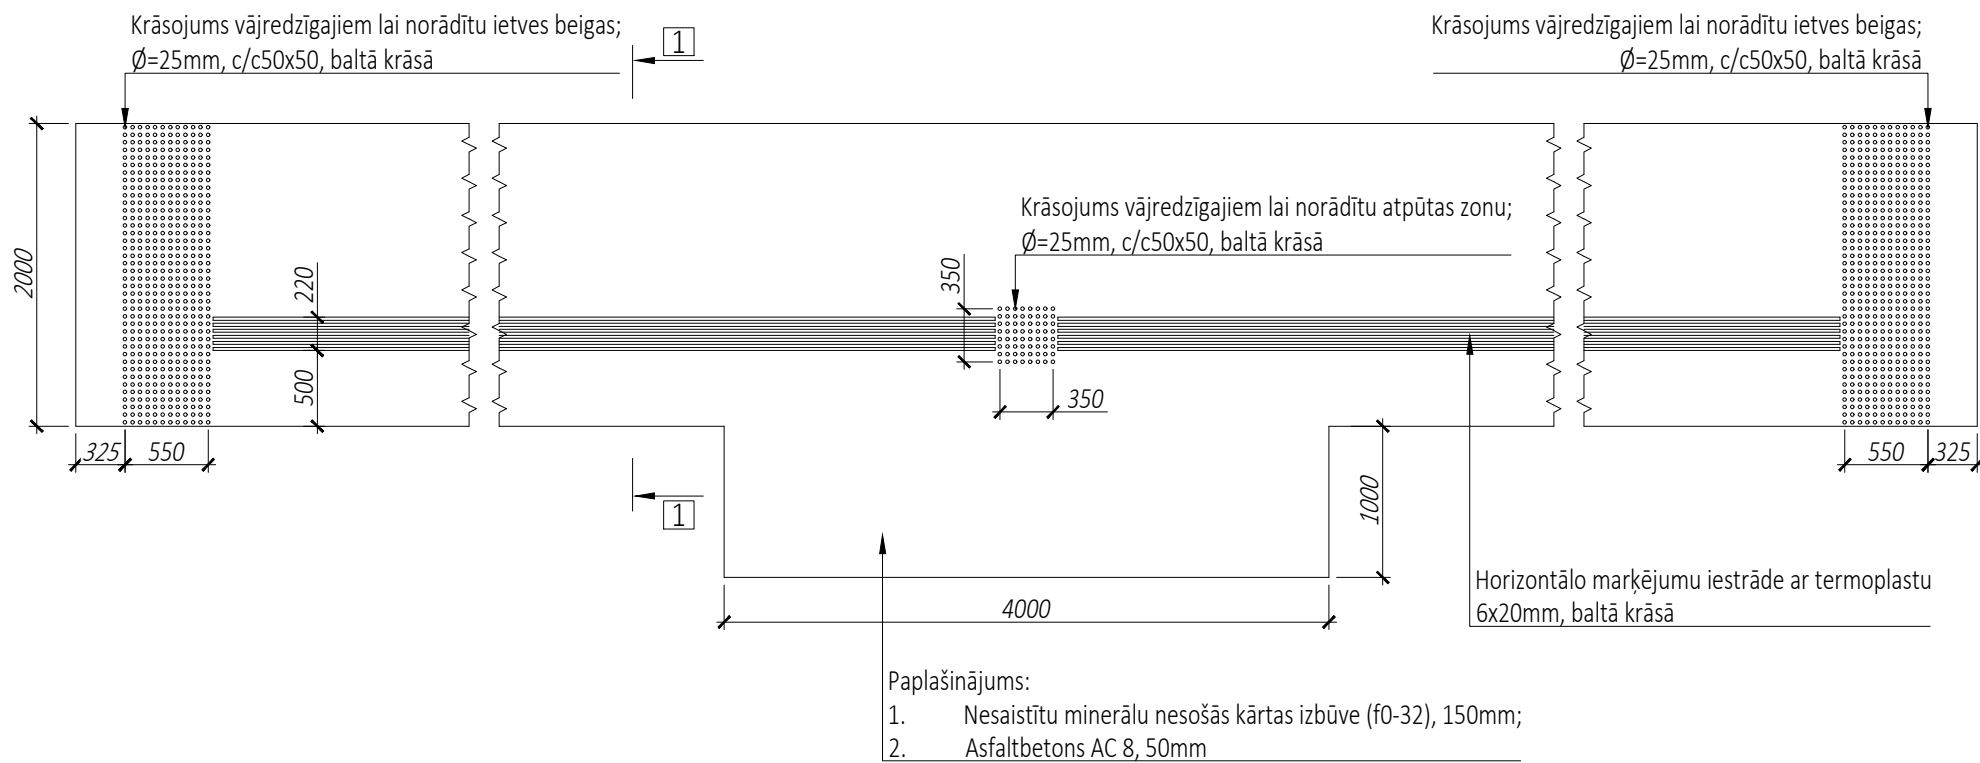 Krāsojums vājredzīgajiem lai norādītu ietves beigas;
Ø=25mm, c/c50x50, baltā krāsā
1
Krāsojums vājredzīgajiem lai norādītu ietves beigas;
Ø=25mm, c/c50x50, baltā krāsā
Krāsojums vājredzīgajiem lai norādītu atpūtas zonu;
Ø=25mm, c/c50x50, baltā krāsā
2000
220
500
350
350
325
550
550
325
1
1000
4000
Horizontālo marķējumu iestrāde ar termoplastu
6x20mm, baltā krāsā
Paplašinājums:
1. Nesaistītu minerālu nesošās kārtas izbūve (f0-32), 150mm;
2. Asfaltbetons AC 8, 50mm